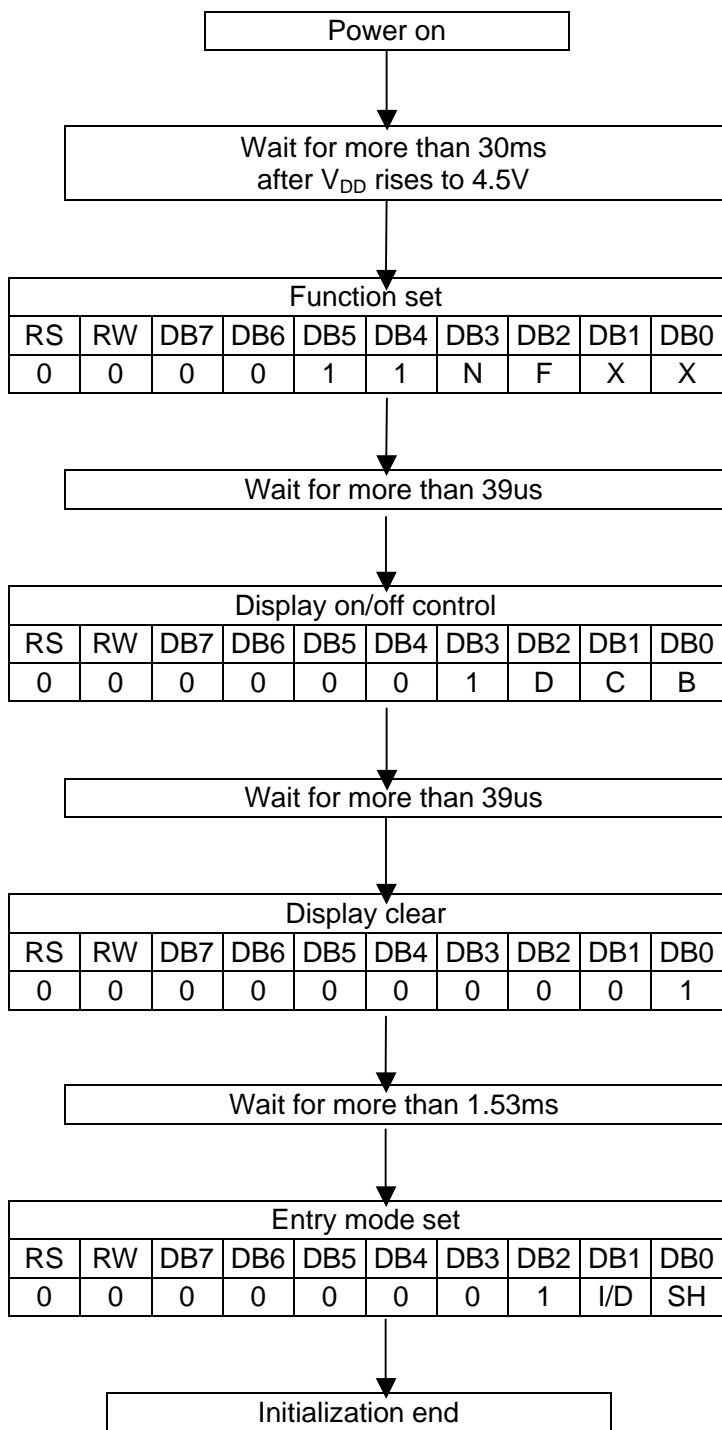 Power on
Wait for more than 30ms
after VDD rises to 4.5V
Function set
RS RW DB7 DB6 DB5 DB4 DB3 DB2 DB1 DB0
0 0 0 0 1 1 N F X X
Wait for more than 39us
Display on/off control
RS RW DB7 DB6 DB5 DB4 DB3 DB2 DB1 DB0
0 0 0 0 0 0 1 D C B
Wait for more than 39us
Display clear
RS RW DB7 DB6 DB5 DB4 DB3 DB2 DB1 DB0
0 0 0 0 0 0 0 0 0 1
Wait for more than 1.53ms
Entry mode set
RS RW DB7 DB6 DB5 DB4 DB3 DB2 DB1 DB0
0 0 0 0 0 0 0 1 I/D SH
Initialization end